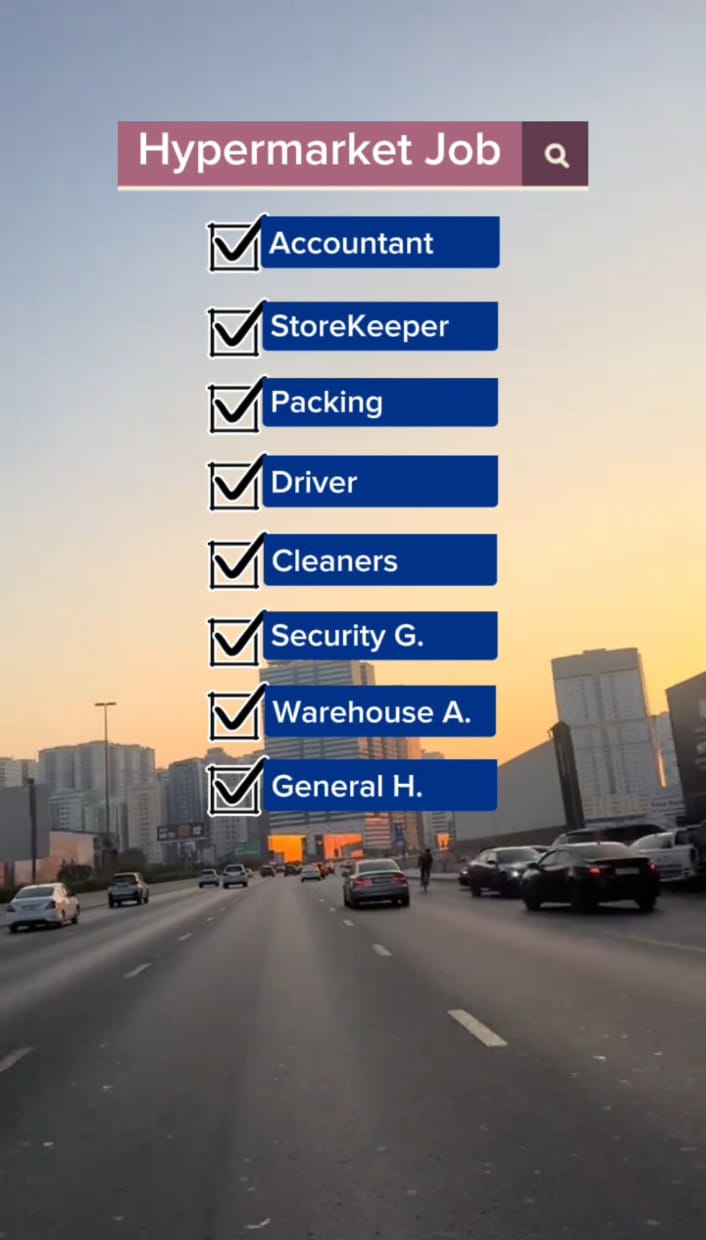 Hypermarket Job
Accountant
StoreKeeper
Packing
Driver
Cleaners
Security G.
Warehouse A.
General H.